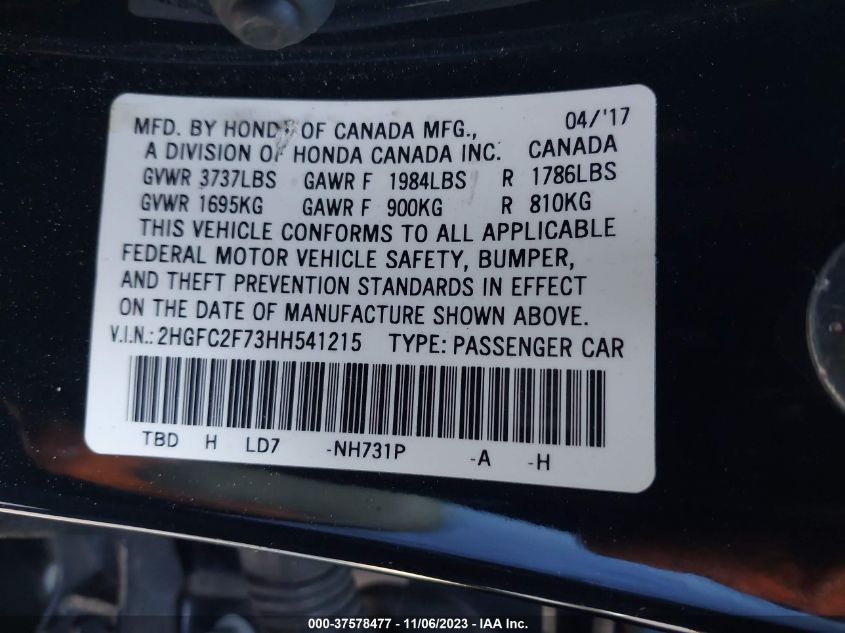 MFD. BY HONDA OF CANADA MFG., 04/'17
A DIVISION OF HONDA CANADA INC. CANADA
GVWR 3737LBS GAWR F 1984LBS R 1786LBS
GVWR 1695KG GAWR F 900KG R 810KG
THIS VEHICLE CONFORMS TO ALL APPLICABLE
FEDERAL MOTOR VEHICLE SAFETY, BUMPER,
AND THEFT PREVENTION STANDARDS IN EFFECT
ON THE DATE OF MANUFACTURE SHOWN ABOVE.
V.I.N.: 2HGFC2F73HH541215 TYPE: PASSENGER CAR
TBD H LD7 -NH731P -A -H
000-37578477 - 11/06/2023 - IAA Inc.